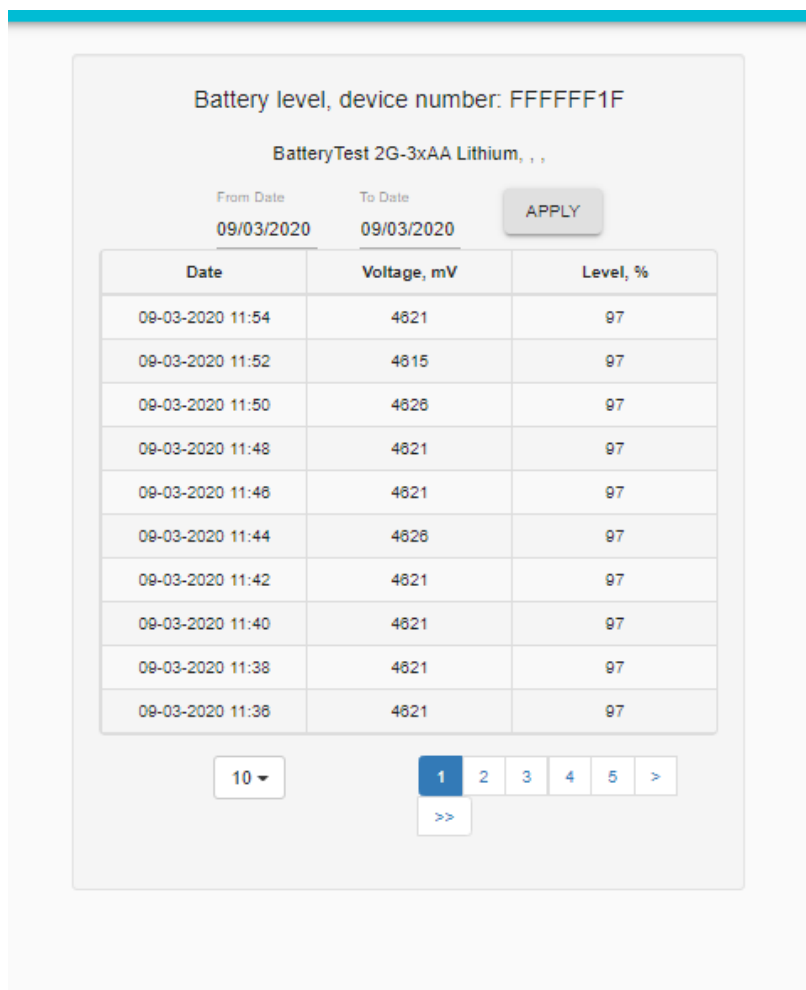 Battery level, device number: FFFFFF1F
BatteryTest 2G-3xAA Lithium, , ,
From Date To Date
09/03/2020 09/03/2020 APPLY
Date Voltage, mV Level, %
09-03-2020 11:54 4621 97
09-03-2020 11:52 4615 97
09-03-2020 11:50 4626 97
09-03-2020 11:48 4621 97
09-03-2020 11:46 4621 97
09-03-2020 11:44 4626 97
09-03-2020 11:42 4621 97
09-03-2020 11:40 4621 97
09-03-2020 11:38 4621 97
09-03-2020 11:36 4621 97
10 1 2 3 4 5 >
>>